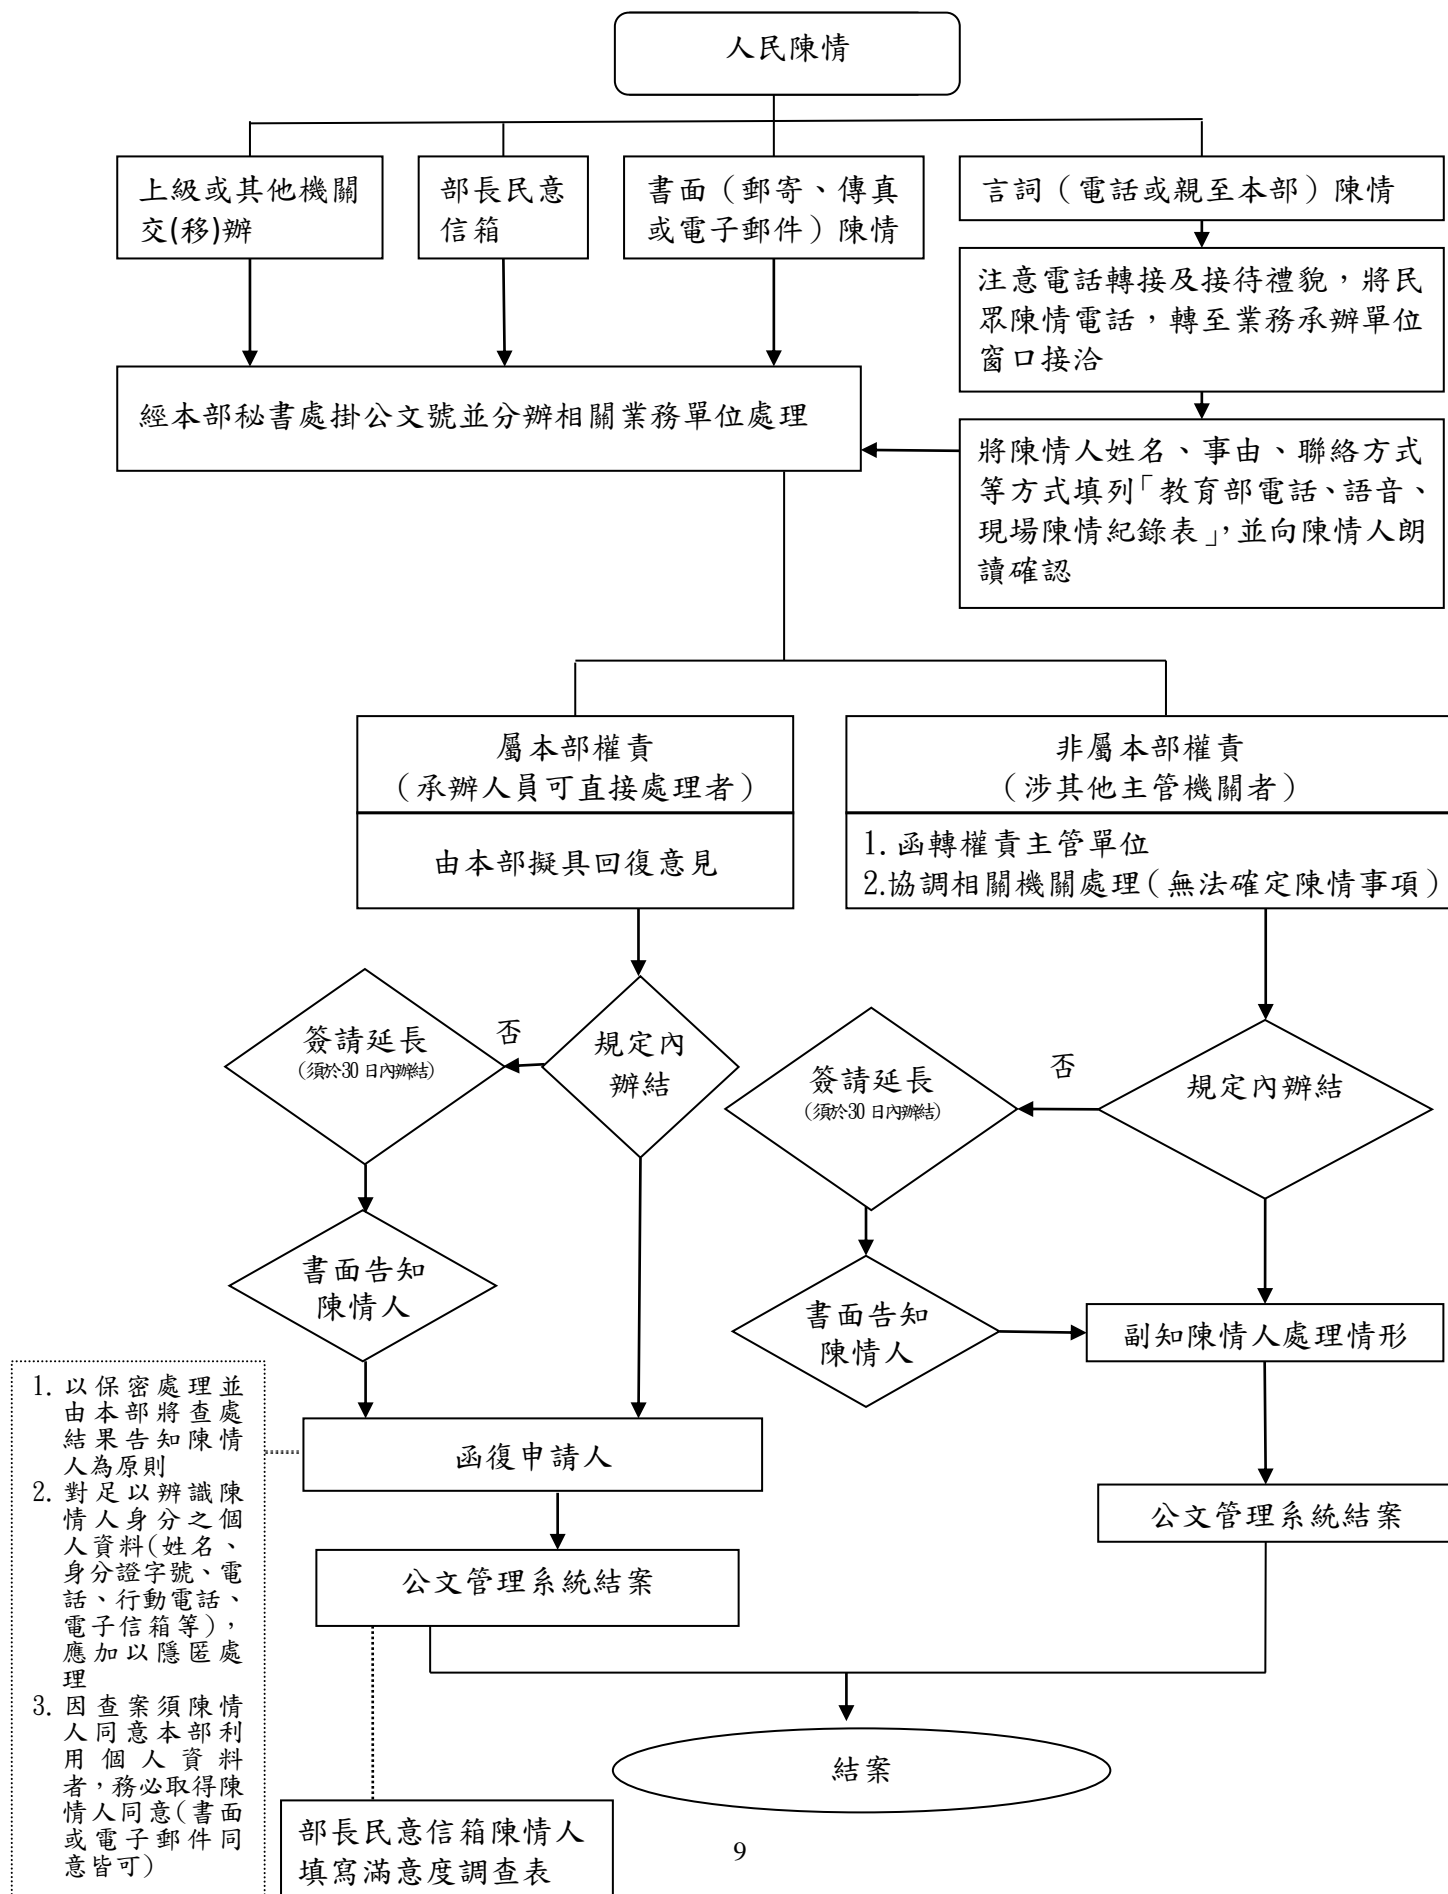 人民陳情
上級或其他機關
交(移)辦
部長民意
信箱
書面（郵寄、傳真
或電子郵件）陳情
言詞（電話或親至本部）陳情
注意電話轉接及接待禮貌，將民
眾陳情電話，轉至業務承辦單位
窗口接洽
經本部秘書處掛公文號並分辦相關業務單位處理
將陳情人姓名、事由、聯絡方式
等方式填列「教育部電話、語音、
現場陳情紀錄表」，並向陳情人朗
讀確認
屬本部權責
（承辦人員可直接處理者）
由本部擬具回復意見
非屬本部權責
（涉其他主管機關者）
1. 函轉權責主管單位
2.協調相關機關處理（無法確定陳情事項）
簽請延長
(須於30 日內辦結)
否
規定內
辦結
簽請延長
(須於30 日內辦結)
否
規定內辦結
書面告知
陳情人
書面告知
陳情人
副知陳情人處理情形
1. 以保密處理並
由本部將查處
結果告知陳情
人為原則
2. 對足以辨識陳
情人身分之個
人資料(姓名、
身分證字號、電
話、行動電話、
電子信箱等)，
應加以隱匿處
理
3. 因查案須陳情
人同意本部利
用個人資料
者，務必取得陳
情人同意(書面
或電子郵件同
意皆可)
函復申請人
公文管理系統結案
公文管理系統結案
結案
部長民意信箱陳情人
填寫滿意度調查表
9